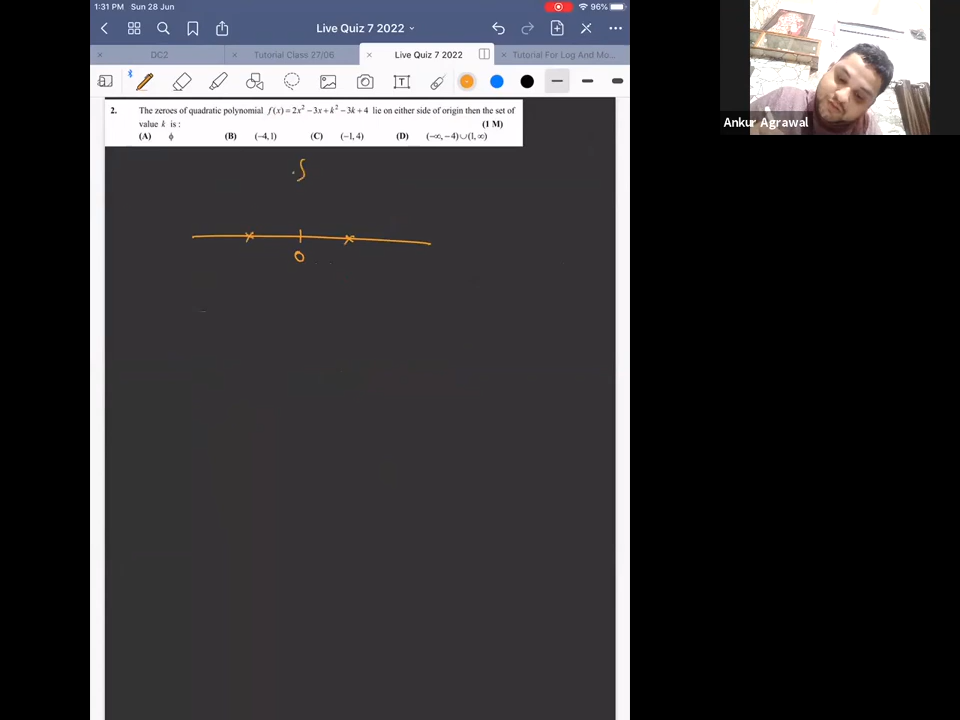 1:31 PM Sun 28 Jun
96%
Live Quiz 7 2022
DC2
Tutorial Class 27/06
Live Quiz 7 2022
Tutorial For Log And Mo...
2. The zeroes of quadratic polynomial f(x) = 2x² − 3x + k² − 3k + 4 lie on either side of origin then the set of
value k is : (1 M)
(A) ϕ (B) (−4, 1) (C) (−1, 4) (D) (−∞, −4) ∪ (1, ∞)
0
Ankur Agrawal